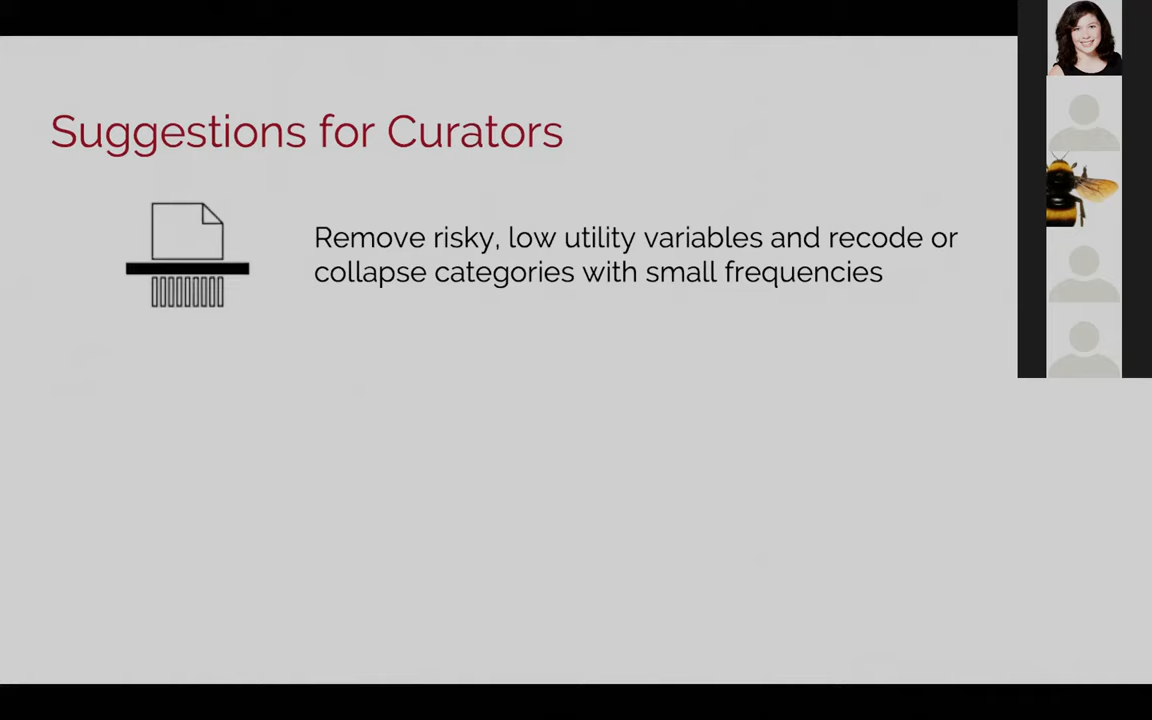 Suggestions for Curators
Remove risky, low utility variables and recode or
collapse categories with small frequencies